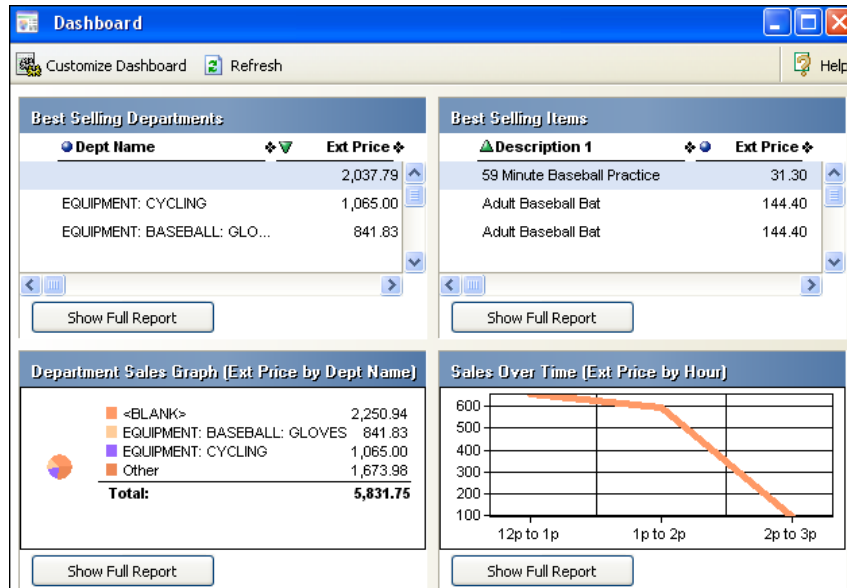 Dashboard
Customize Dashboard Refresh Help
Best Selling Departments
Dept Name Ext Price
2,037.79
EQUIPMENT: CYCLING 1,065.00
EQUIPMENT: BASEBALL: GLO... 841.83
Show Full Report
Best Selling Items
Description 1 Ext Price
59 Minute Baseball Practice 31.30
Adult Baseball Bat 144.40
Adult Baseball Bat 144.40
Show Full Report
Department Sales Graph (Ext Price by Dept Name)
<BLANK> 2,250.94
EQUIPMENT: BASEBALL: GLOVES 841.83
EQUIPMENT: CYCLING 1,065.00
Other 1,673.98
Total: 5,831.75
Show Full Report
Sales Over Time (Ext Price by Hour)
600
500
400
300
200
100
12p to 1p 1p to 2p 2p to 3p
Show Full Report